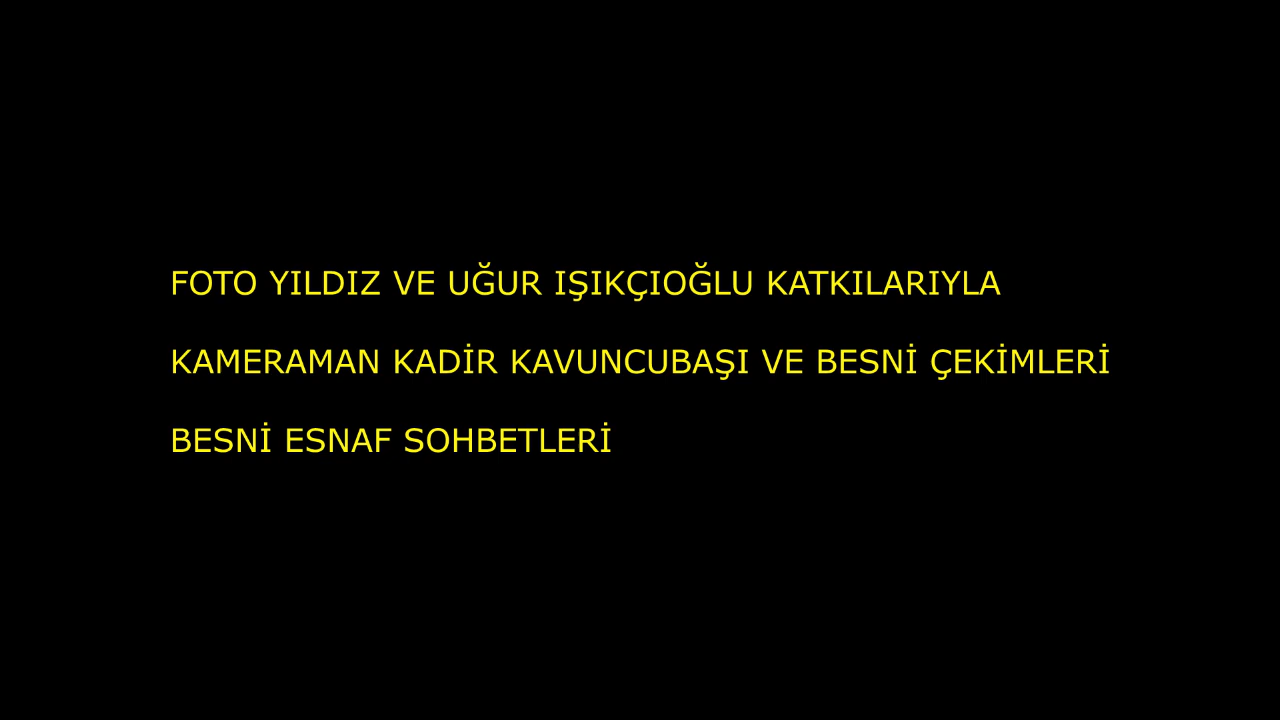 FOTO YILDIZ VE UĞUR IŞIKÇIOĞLU KATKILARIYLA
KAMERAMAN KADİR KAVUNCUBAŞI VE BESNİ ÇEKİMLERİ
BESNİ ESNAF SOHBETLERİ